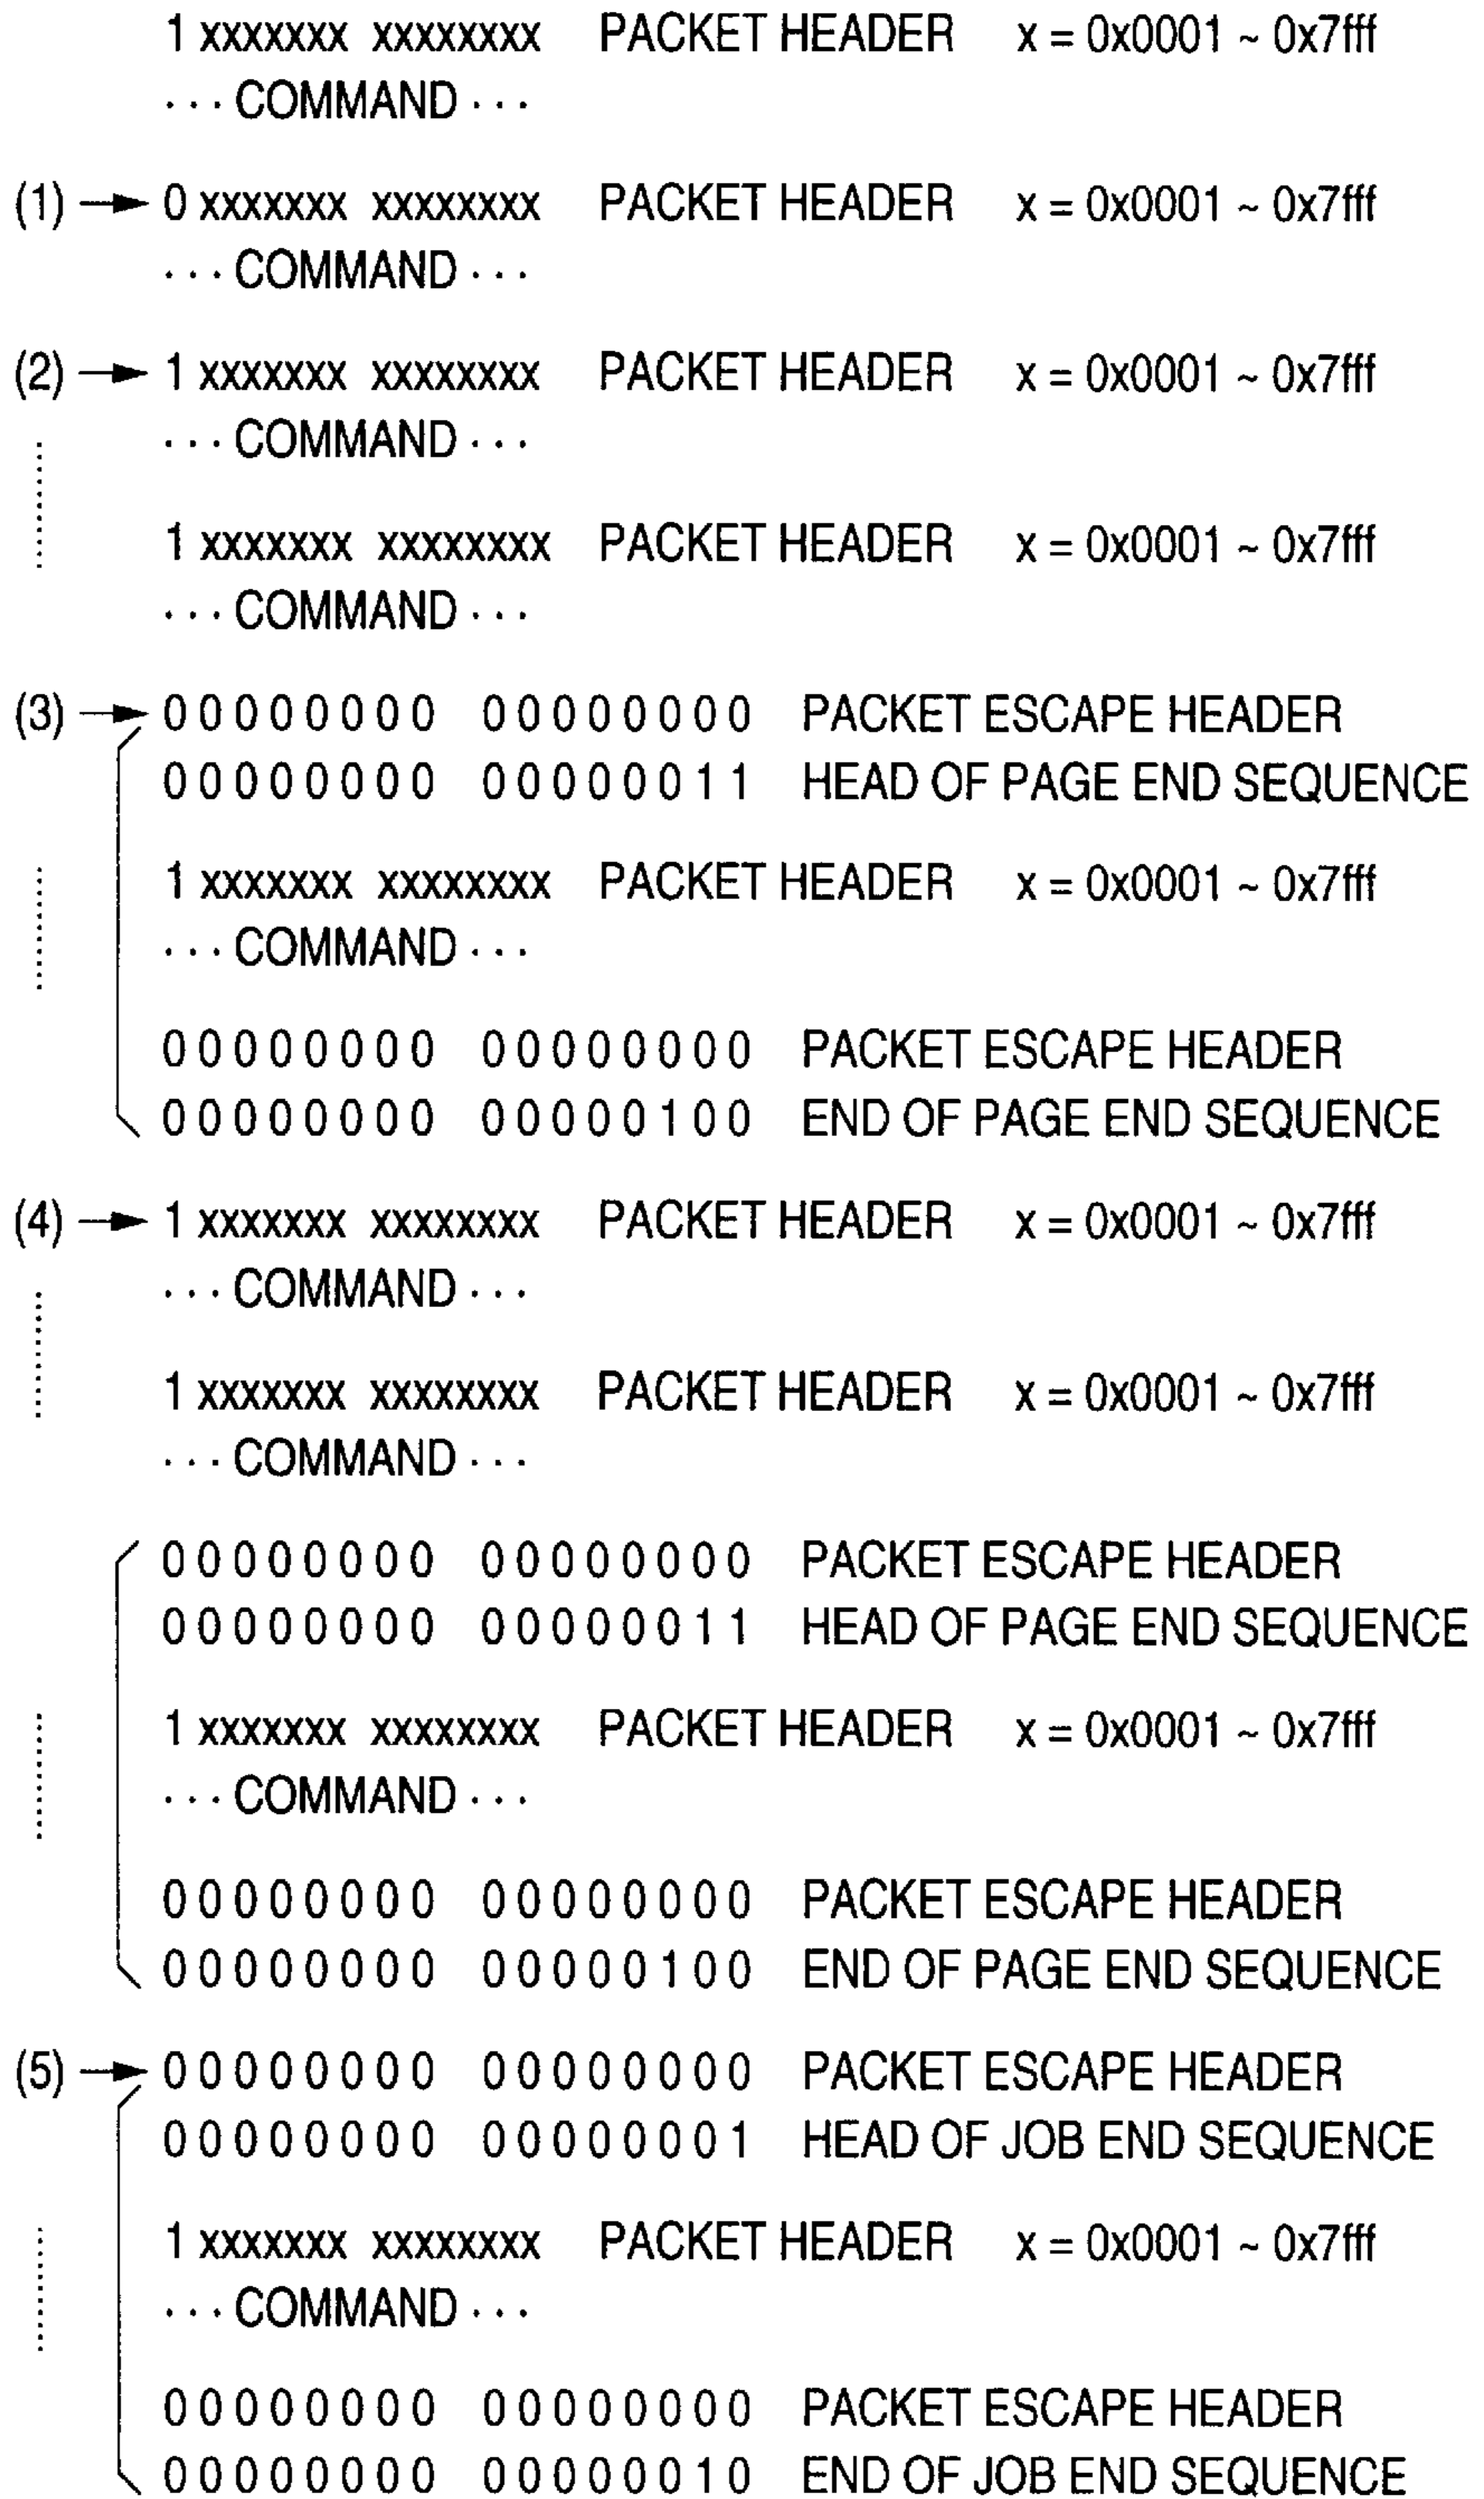 1 xxxxxxx xxxxxxxx PACKET HEADER x = 0x0001 ~ 0x7fff
· · · COMMAND · · ·
(1) → 0 xxxxxxx xxxxxxxx PACKET HEADER x = 0x0001 ~ 0x7fff
· · · COMMAND · · ·
(2) → 1 xxxxxxx xxxxxxxx PACKET HEADER x = 0x0001 ~ 0x7fff
· · · COMMAND · · ·
1 xxxxxxx xxxxxxxx PACKET HEADER x = 0x0001 ~ 0x7fff
· · · COMMAND · · ·
(3) → 0 0 0 0 0 0 0 0 0 0 0 0 0 0 0 0 PACKET ESCAPE HEADER
0 0 0 0 0 0 0 0 0 0 0 0 0 0 1 1 HEAD OF PAGE END SEQUENCE
1 xxxxxxx xxxxxxxx PACKET HEADER x = 0x0001 ~ 0x7fff
· · · COMMAND · · ·
0 0 0 0 0 0 0 0 0 0 0 0 0 0 0 0 PACKET ESCAPE HEADER
0 0 0 0 0 0 0 0 0 0 0 0 0 1 0 0 END OF PAGE END SEQUENCE
(4) → 1 xxxxxxx xxxxxxxx PACKET HEADER x = 0x0001 ~ 0x7fff
· · · COMMAND · · ·
1 xxxxxxx xxxxxxxx PACKET HEADER x = 0x0001 ~ 0x7fff
· · · COMMAND · · ·
0 0 0 0 0 0 0 0 0 0 0 0 0 0 0 0 PACKET ESCAPE HEADER
0 0 0 0 0 0 0 0 0 0 0 0 0 0 1 1 HEAD OF PAGE END SEQUENCE
1 xxxxxxx xxxxxxxx PACKET HEADER x = 0x0001 ~ 0x7fff
· · · COMMAND · · ·
0 0 0 0 0 0 0 0 0 0 0 0 0 0 0 0 PACKET ESCAPE HEADER
0 0 0 0 0 0 0 0 0 0 0 0 0 1 0 0 END OF PAGE END SEQUENCE
(5) → 0 0 0 0 0 0 0 0 0 0 0 0 0 0 0 0 PACKET ESCAPE HEADER
0 0 0 0 0 0 0 0 0 0 0 0 0 0 0 1 HEAD OF JOB END SEQUENCE
1 xxxxxxx xxxxxxxx PACKET HEADER x = 0x0001 ~ 0x7fff
· · · COMMAND · · ·
0 0 0 0 0 0 0 0 0 0 0 0 0 0 0 0 PACKET ESCAPE HEADER
0 0 0 0 0 0 0 0 0 0 0 0 0 0 1 0 END OF JOB END SEQUENCE